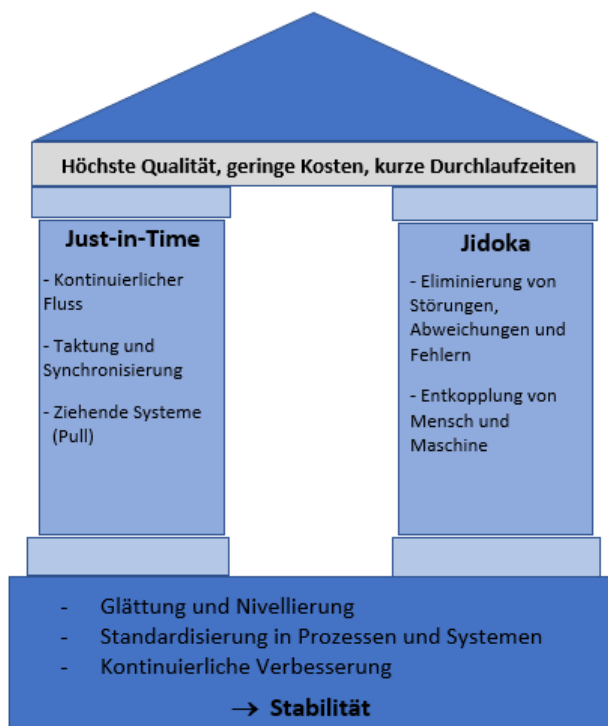 Höchste Qualität, geringe Kosten, kurze Durchlaufzeiten
Just-in-Time
- Kontinuierlicher
Fluss
- Taktung und
Synchronisierung
- Ziehende Systeme
(Pull)
Jidoka
- Eliminierung von
Störungen,
Abweichungen und
Fehlern
- Entkopplung von
Mensch und
Maschine
- Glättung und Nivellierung
- Standardisierung in Prozessen und Systemen
- Kontinuierliche Verbesserung
→ Stabilität